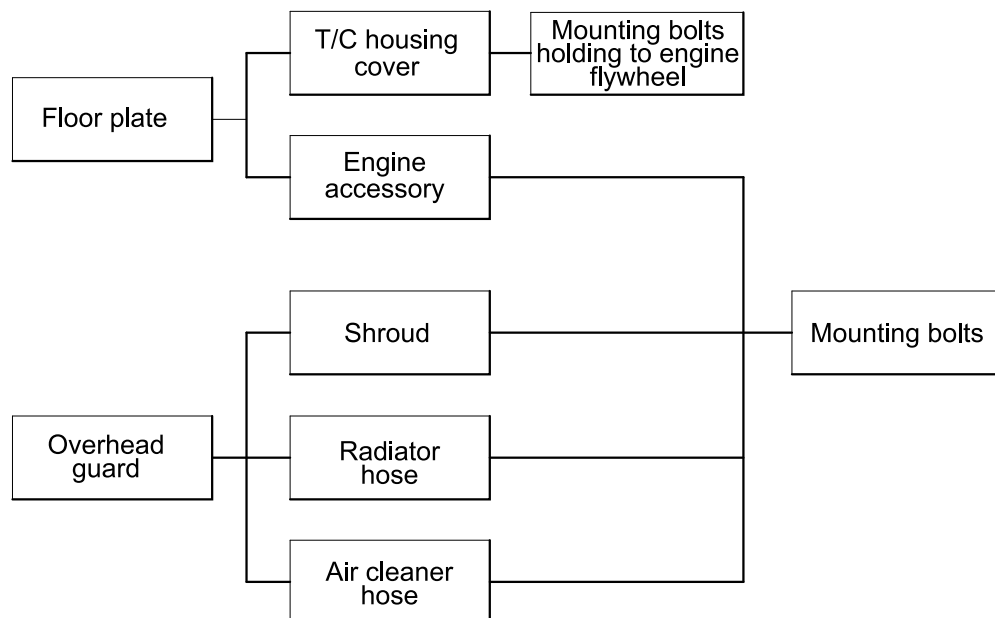 T/C housing
cover
Mounting bolts
holding to engine
flywheel
Floor plate
Engine
accessory
Shroud
Mounting bolts
Overhead
guard
Radiator
hose
Air cleaner
hose